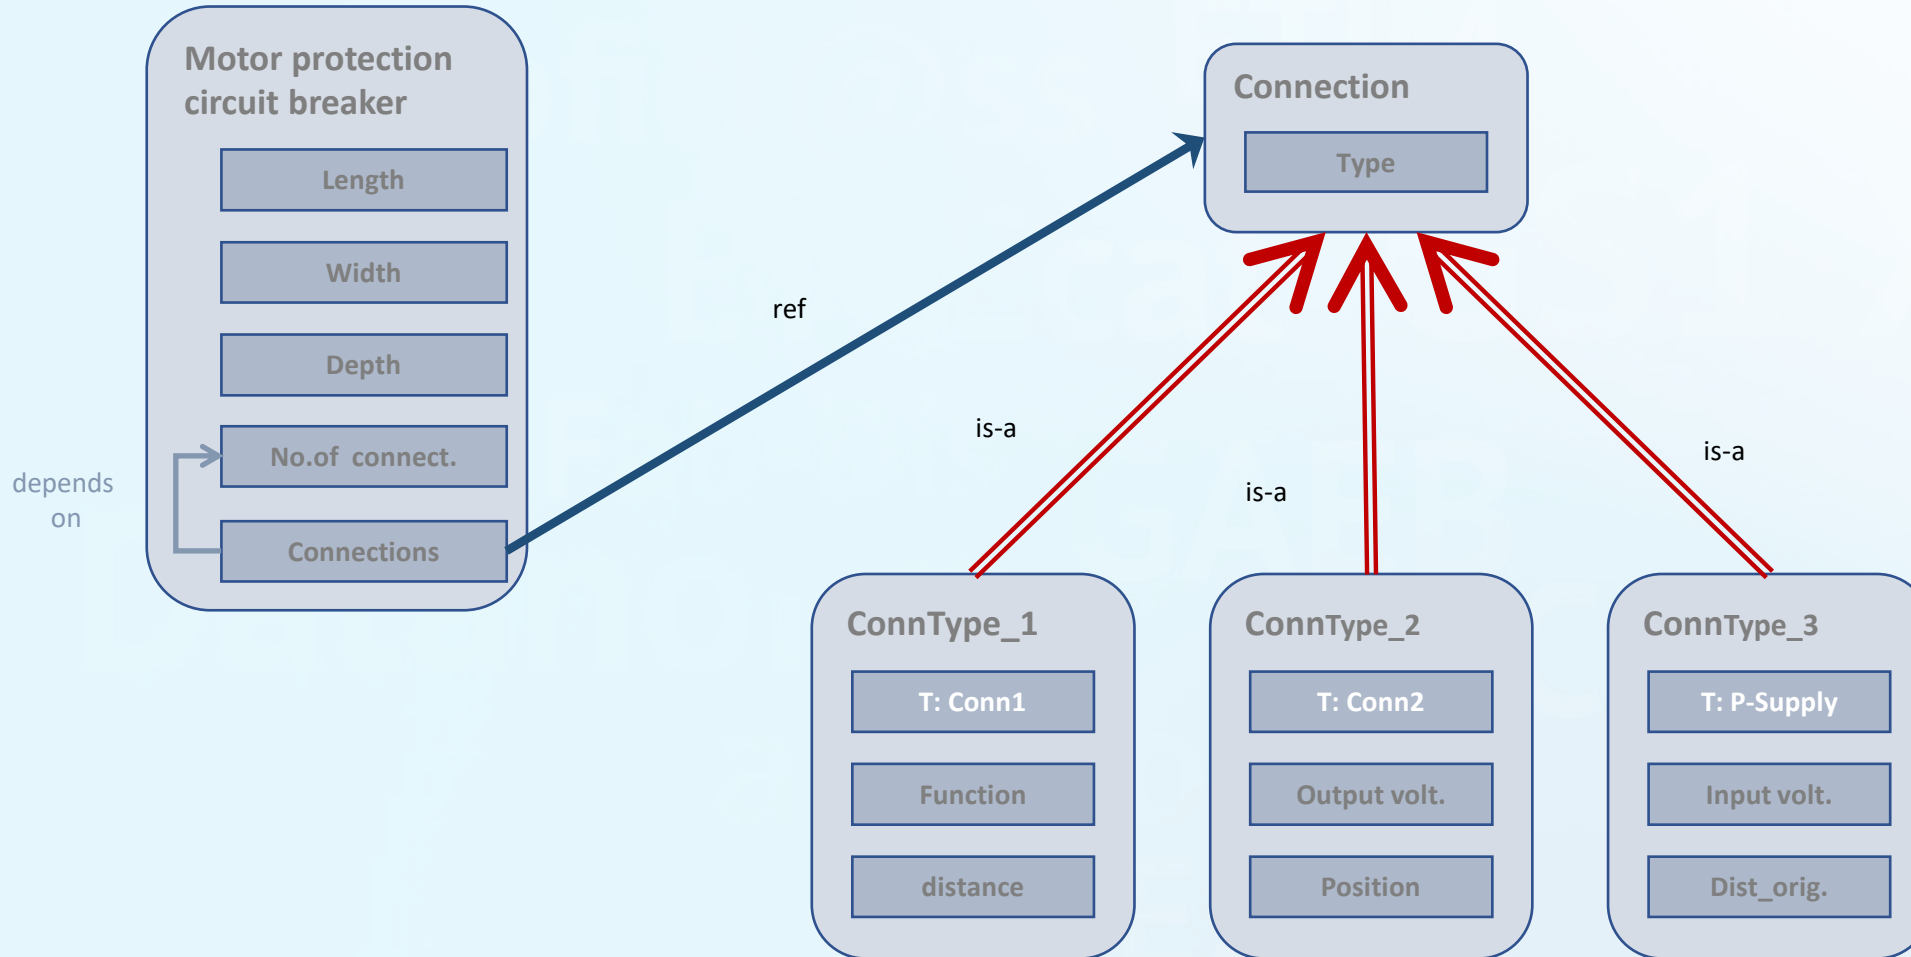 Motor protection
circuit breaker
Length
Width
Depth
No.of connect.
Connections
depends
on
ref
Connection
Type
is-a
is-a
is-a
ConnType_1
T: Conn1
Function
distance
ConnType_2
T: Conn2
Output volt.
Position
ConnType_3
T: P-Supply
Input volt.
Dist_orig.